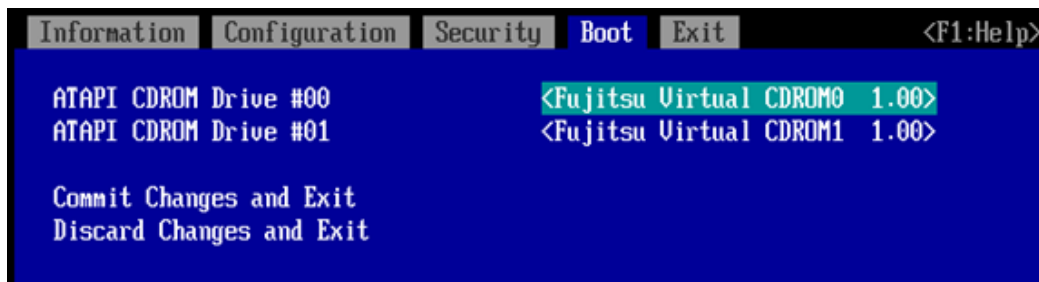 Information Configuration Security Boot Exit <F1:Help>
ATAPI CDROM Drive #00 <Fujitsu Virtual CDROM0 1.00>
ATAPI CDROM Drive #01 <Fujitsu Virtual CDROM1 1.00>
Commit Changes and Exit
Discard Changes and Exit